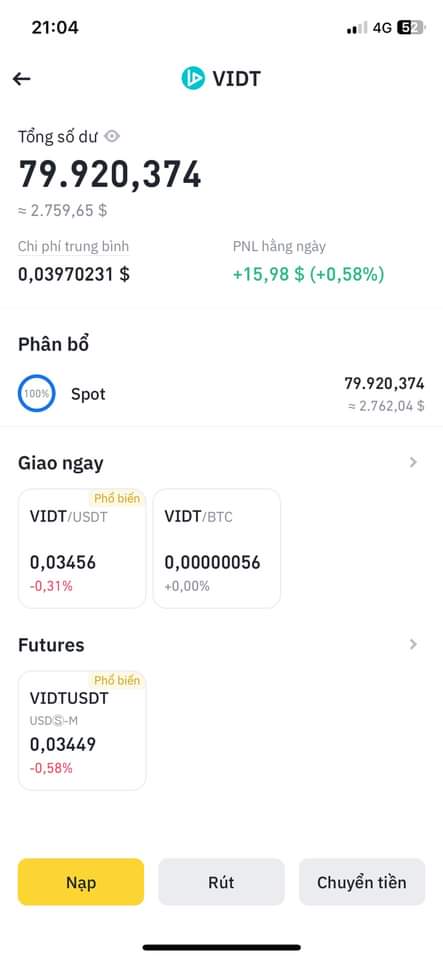 21:04
4G 52
VIDT
Tổng số dư
79.920,374
≈ 2.759,65 $
Chi phí trung bình PNL hằng ngày
0,03970231 $ +15,98 $ (+0,58%)
Phân bổ
100% Spot 79.920,374
≈ 2.762,04 $
Giao ngay
Phổ biến
VIDT/USDT VIDT/BTC
0,03456 0,00000056
-0,31% +0,00%
Futures
Phổ biến
VIDTUSDT
USDⓈ-M
0,03449
-0,58%
Nạp Rút Chuyển tiền